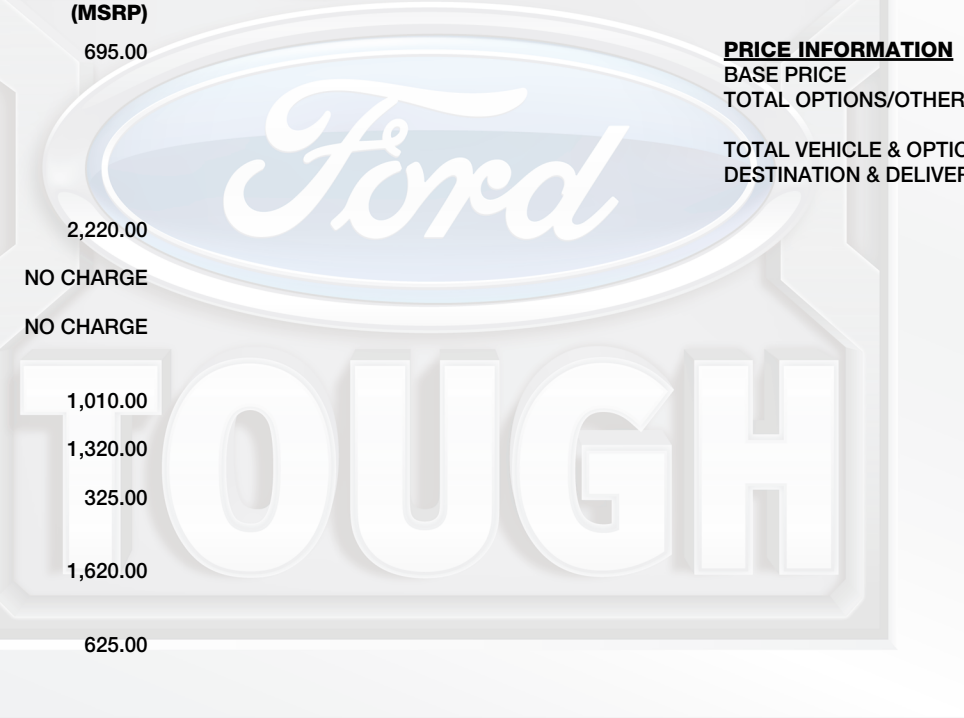 (MSRP)
695.00
2,220.00
NO CHARGE
NO CHARGE
1,010.00
1,320.00
325.00
1,620.00
625.00
PRICE INFORMATION
BASE PRICE
TOTAL OPTIONS/OTHER
TOTAL VEHICLE & OPTIO
DESTINATION & DELIVER
Ford
TOUGH